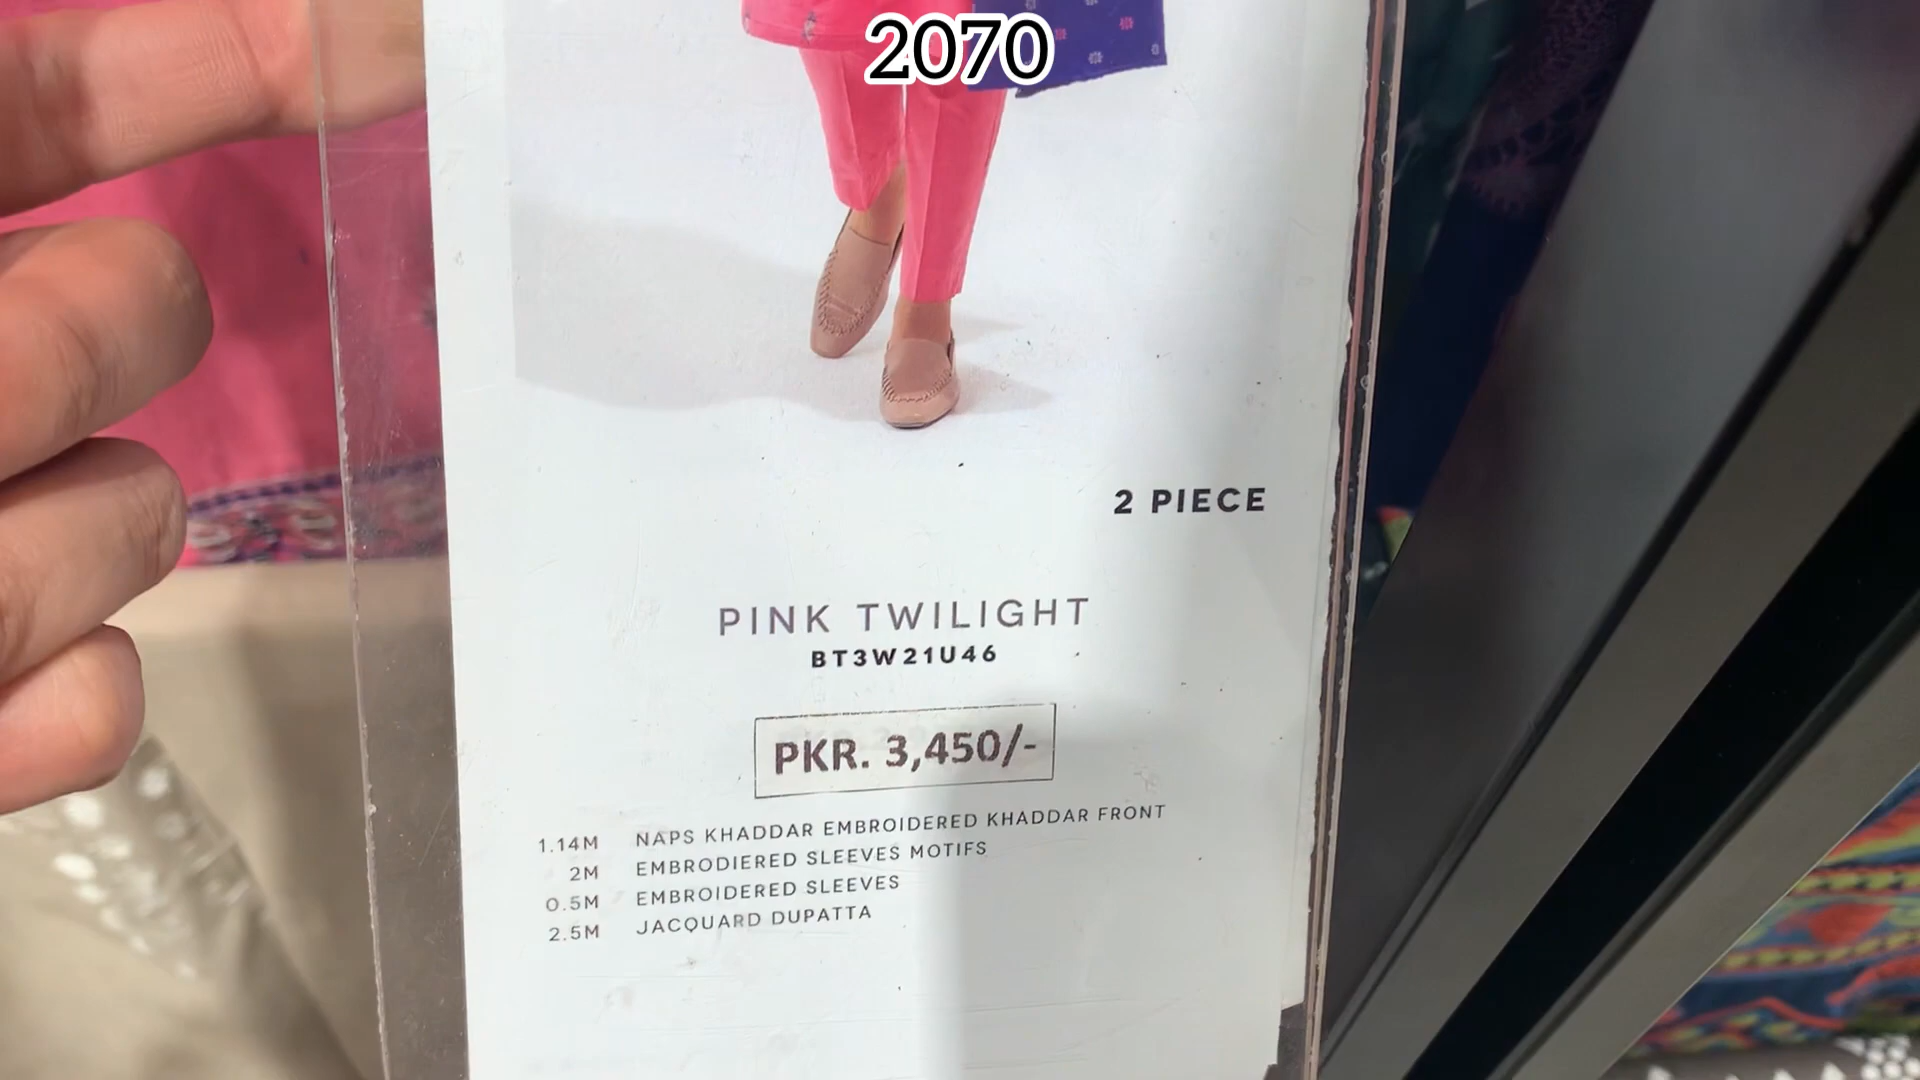 2070
2 PIECE
PINK TWILIGHT
BT3W21U46
PKR. 3,450/-
1.14M NAPS KHADDAR EMBROIDERED KHADDAR FRONT
2M EMBRODIERED SLEEVES MOTIFS
0.5M EMBROIDERED SLEEVES
2.5M JACQUARD DUPATTA